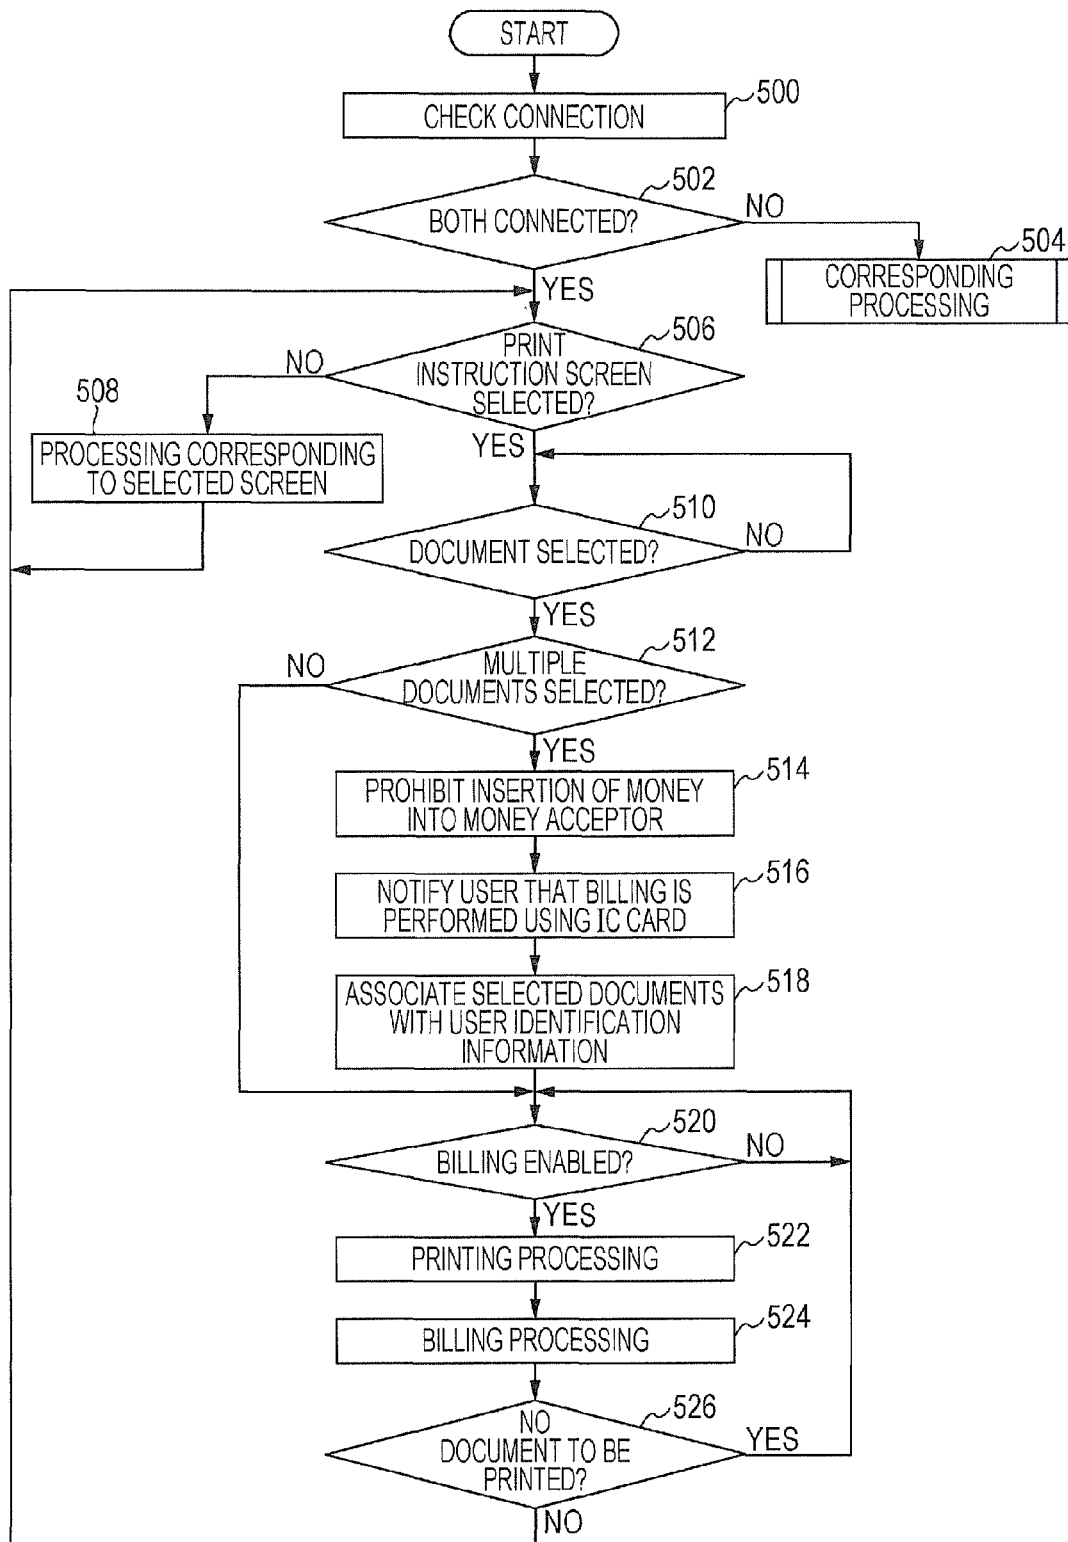 START
500
CHECK CONNECTION
502
BOTH CONNECTED?
NO
504
CORRESPONDING
PROCESSING
YES
506
PRINT
INSTRUCTION SCREEN
SELECTED?
NO
508
PROCESSING CORRESPONDING
TO SELECTED SCREEN
YES
510
DOCUMENT SELECTED?
NO
YES
512
MULTIPLE
DOCUMENTS SELECTED?
NO
YES
514
PROHIBIT INSERTION OF MONEY
INTO MONEY ACCEPTOR
516
NOTIFY USER THAT BILLING IS
PERFORMED USING IC CARD
518
ASSOCIATE SELECTED DOCUMENTS
WITH USER IDENTIFICATION
INFORMATION
520
BILLING ENABLED?
NO
YES
522
PRINTING PROCESSING
524
BILLING PROCESSING
526
NO
DOCUMENT TO BE
PRINTED?
YES
NO